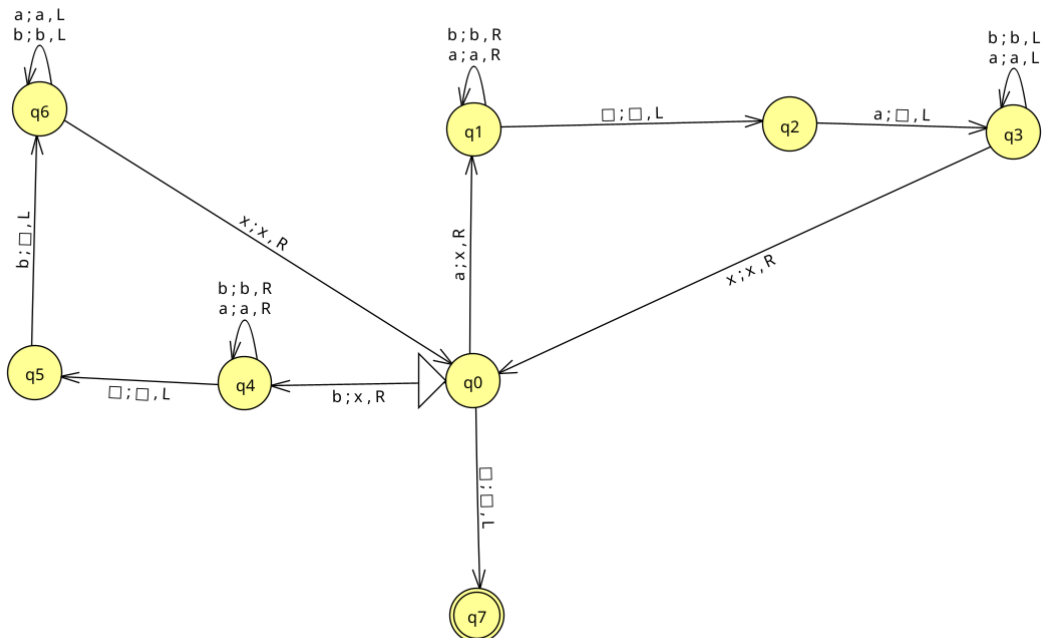 a;a,L
b;b,L
q6
b;b,R
a;a,R
q1
□;□,L
q2
a;□,L
b;b,L
a;a,L
q3
x;x,R
b;□,L
a;x,R
x;x,R
b;b,R
a;a,R
q5
□;□,L
q4
b;x,R
q0
□;□,L
q7